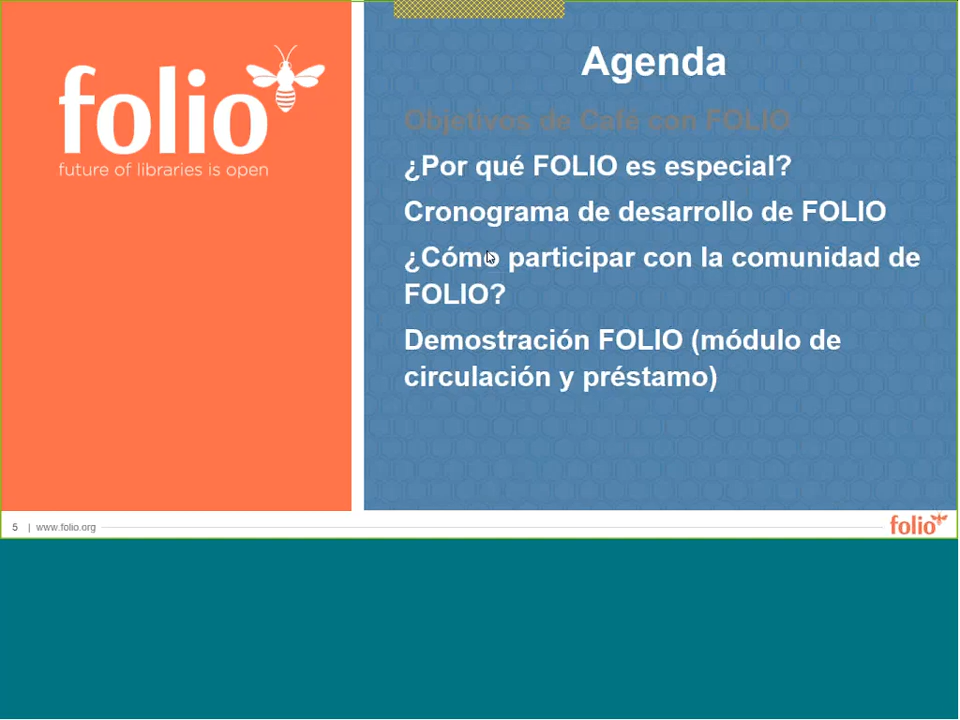 folio
future of libraries is open
Agenda
Objetivos de Café con FOLIO
¿Por qué FOLIO es especial?
Cronograma de desarrollo de FOLIO
¿Cómo participar con la comunidad de
FOLIO?
Demostración FOLIO (módulo de
circulación y préstamo)
5 | www.folio.org
folio